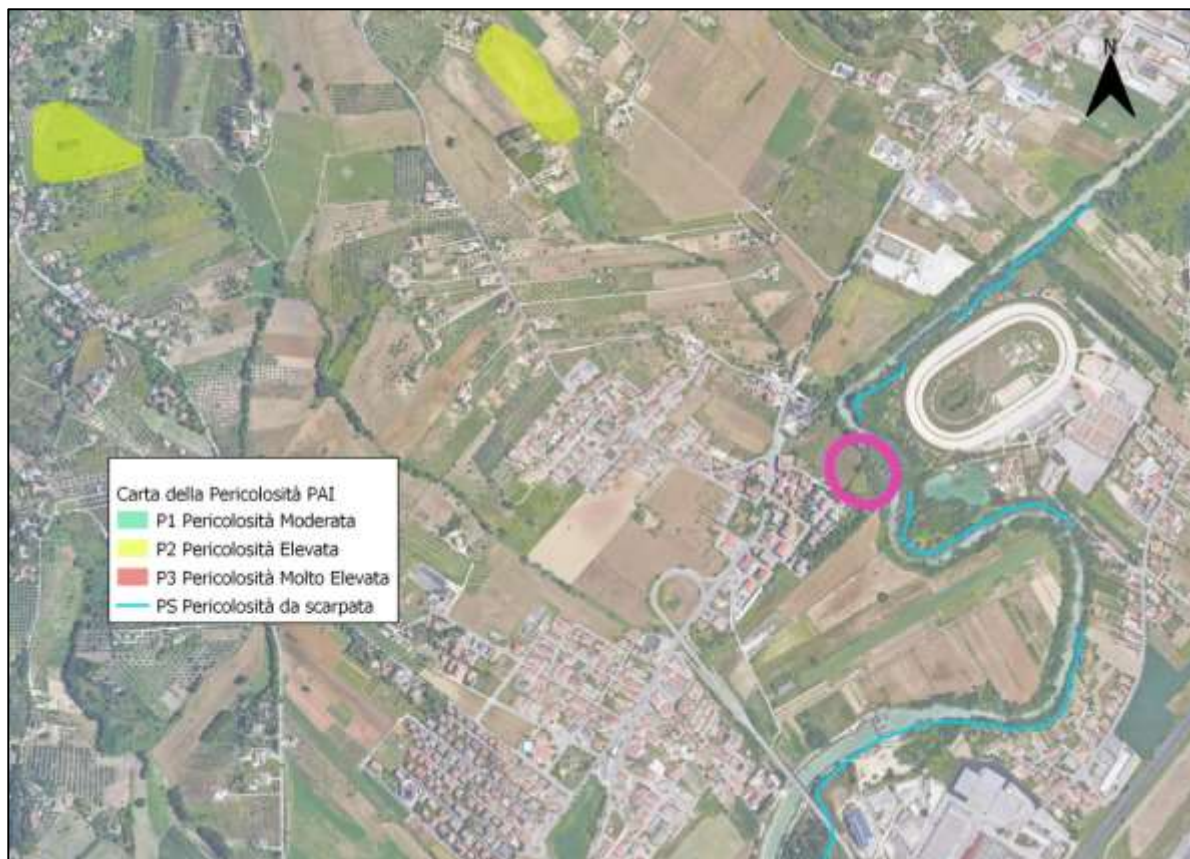 N
Carta della Pericolosità PAI
P1 Pericolosità Moderata
P2 Pericolosità Elevata
P3 Pericolosità Molto Elevata
PS Pericolosità da scarpata